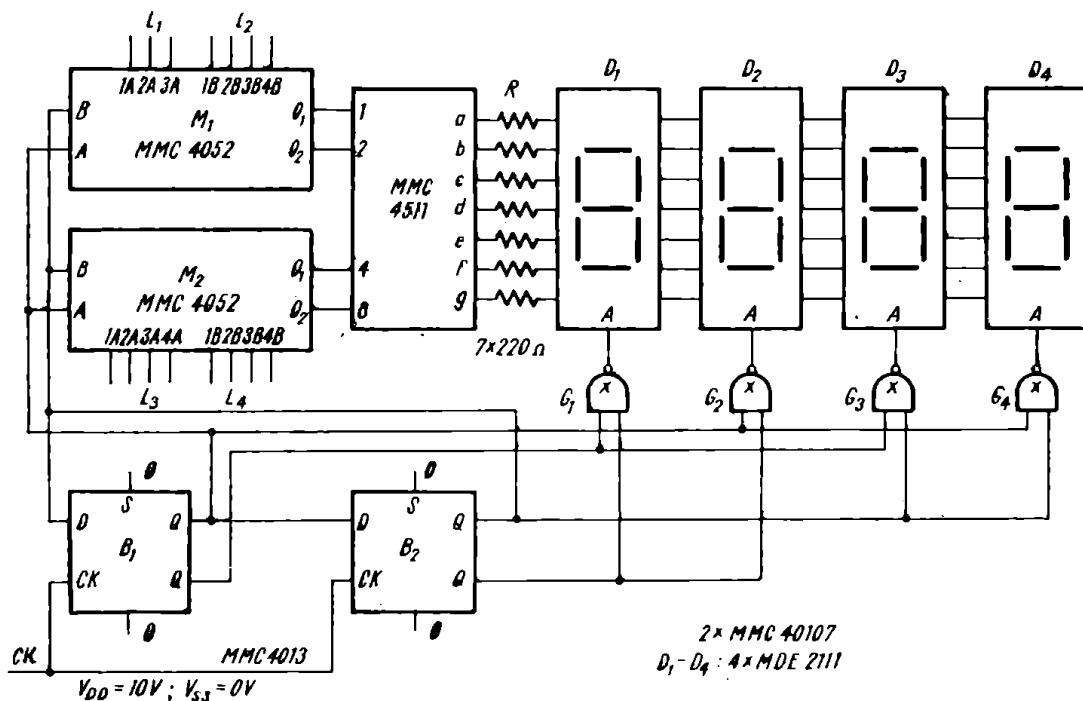 L1 L2
1A 2A 3A 1B 2B 3B 4B
B M1 Q1
A MMC 4052 Q2
B M2 Q1
A MMC 4052 Q2
1A 2A 3A 4A 1B 2B 3B 4B
L3 L4
1 a
2 b
MMC c
4511 d
e
4 f
8 g
R
7×220Ω
D1 D2 D3 D4
A A A A
G1 x G2 x G3 x G4 x
0 0
S S
D Q D Q
B1 B2
CK Q CK Q
0 0
CK MMC4013
VDD = 10V ; VSS = 0V
2 × MMC 40107
D1 – D4 : 4 × MDE 2111